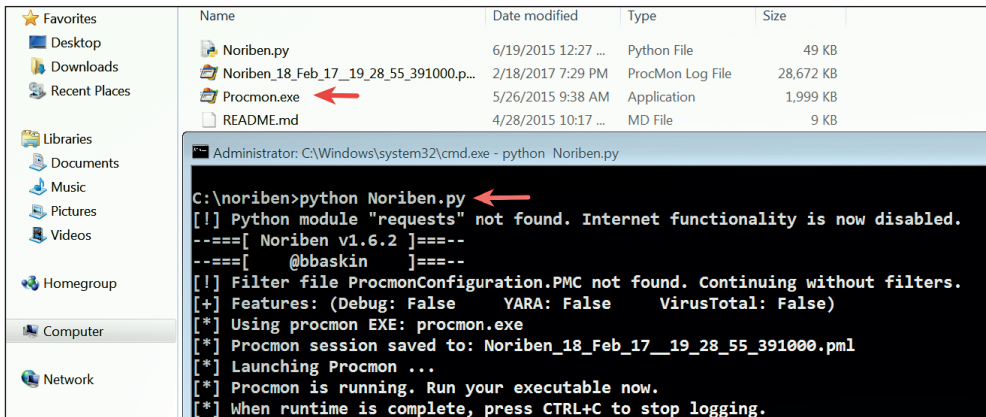 Favorites
Desktop
Downloads
Recent Places
Libraries
Documents
Music
Pictures
Videos
Homegroup
Computer
Network
Name Date modified Type Size
Noriben.py 6/19/2015 12:27 ... Python File 49 KB
Noriben_18_Feb_17__19_28_55_391000.p... 2/18/2017 7:29 PM ProcMon Log File 28,672 KB
Procmon.exe 5/26/2015 9:38 AM Application 1,999 KB
README.md 4/28/2015 10:17 ... MD File 9 KB
Administrator: C:\Windows\system32\cmd.exe - python Noriben.py
C:\noriben>python Noriben.py
[!] Python module "requests" not found. Internet functionality is now disabled.
--===[ Noriben v1.6.2 ]===--
--===[ @bbaskin ]===--
[!] Filter file ProcmonConfiguration.PMC not found. Continuing without filters.
[+] Features: (Debug: False YARA: False VirusTotal: False)
[*] Using procmon EXE: procmon.exe
[*] Procmon session saved to: Noriben_18_Feb_17__19_28_55_391000.pml
[*] Launching Procmon ...
[*] Procmon is running. Run your executable now.
[*] When runtime is complete, press CTRL+C to stop logging.